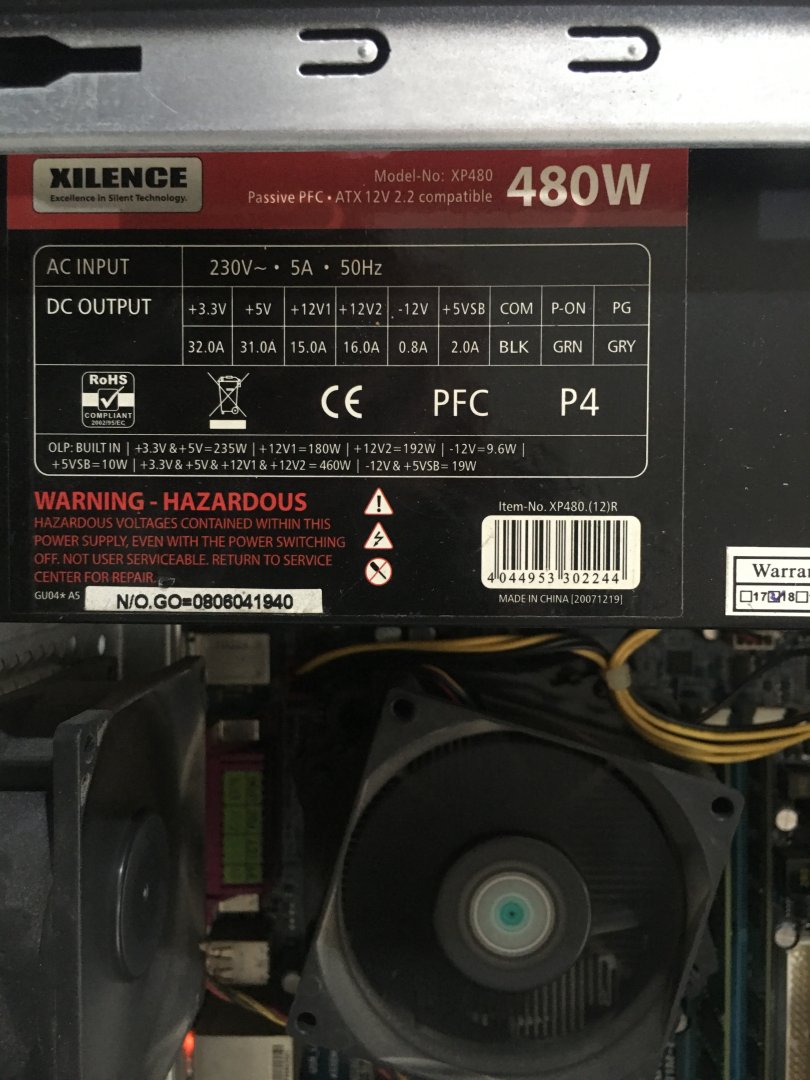 XILENCE
Excellence in Silent Technology.
Model-No: XP480
Passive PFC • ATX 12V 2.2 compatible
480W
AC INPUT 230V~ • 5A • 50Hz
DC OUTPUT +3.3V +5V +12V1 +12V2 -12V +5VSB COM P-ON PG
32.0A 31.0A 15.0A 16.0A 0.8A 2.0A BLK GRN GRY
RoHS
COMPLIANT
2002/95/EC
CE PFC P4
OLP: BUILT IN | +3.3V &+5V=235W | +12V1=180W | +12V2=192W | -12V=9.6W |
+5VSB=10W | +3.3V &+5V &+12V1 &+12V2 = 460W | -12V &+5VSB= 19W
WARNING - HAZARDOUS
HAZARDOUS VOLTAGES CONTAINED WITHIN THIS
POWER SUPPLY, EVEN WITH THE POWER SWITCHING
OFF. NOT USER SERVICEABLE. RETURN TO SERVICE
CENTER FOR REPAIR.
GU04* A5
N/O.GO=0806041940
Item-No. XP480.(12)R
4 044953 302244
MADE IN CHINA [20071219]
17 18